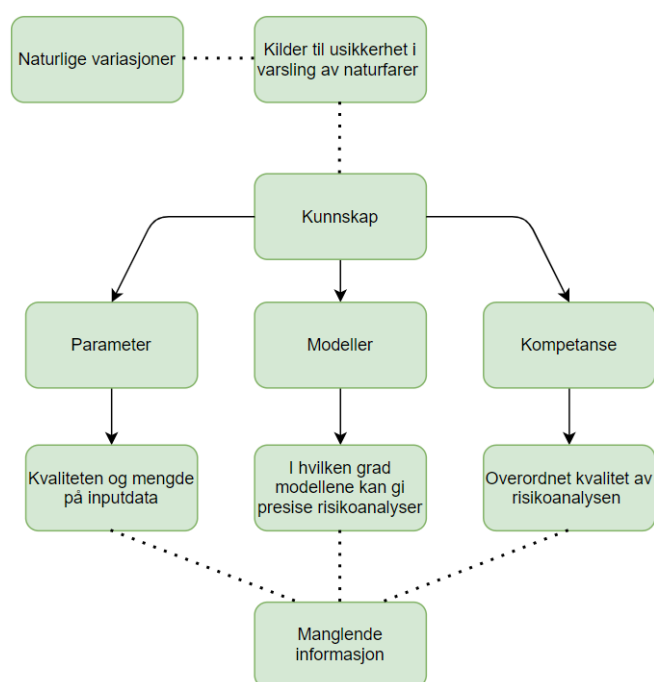 Naturlige variasjoner
Kilder til usikkerhet i
varsling av naturfarer
Kunnskap
Parameter
Modeller
Kompetanse
Kvaliteten og mengde
på inputdata
I hvilken grad
modellene kan gi
presise risikoanalyser
Overordnet kvalitet av
risikoanalysen
Manglende
informasjon